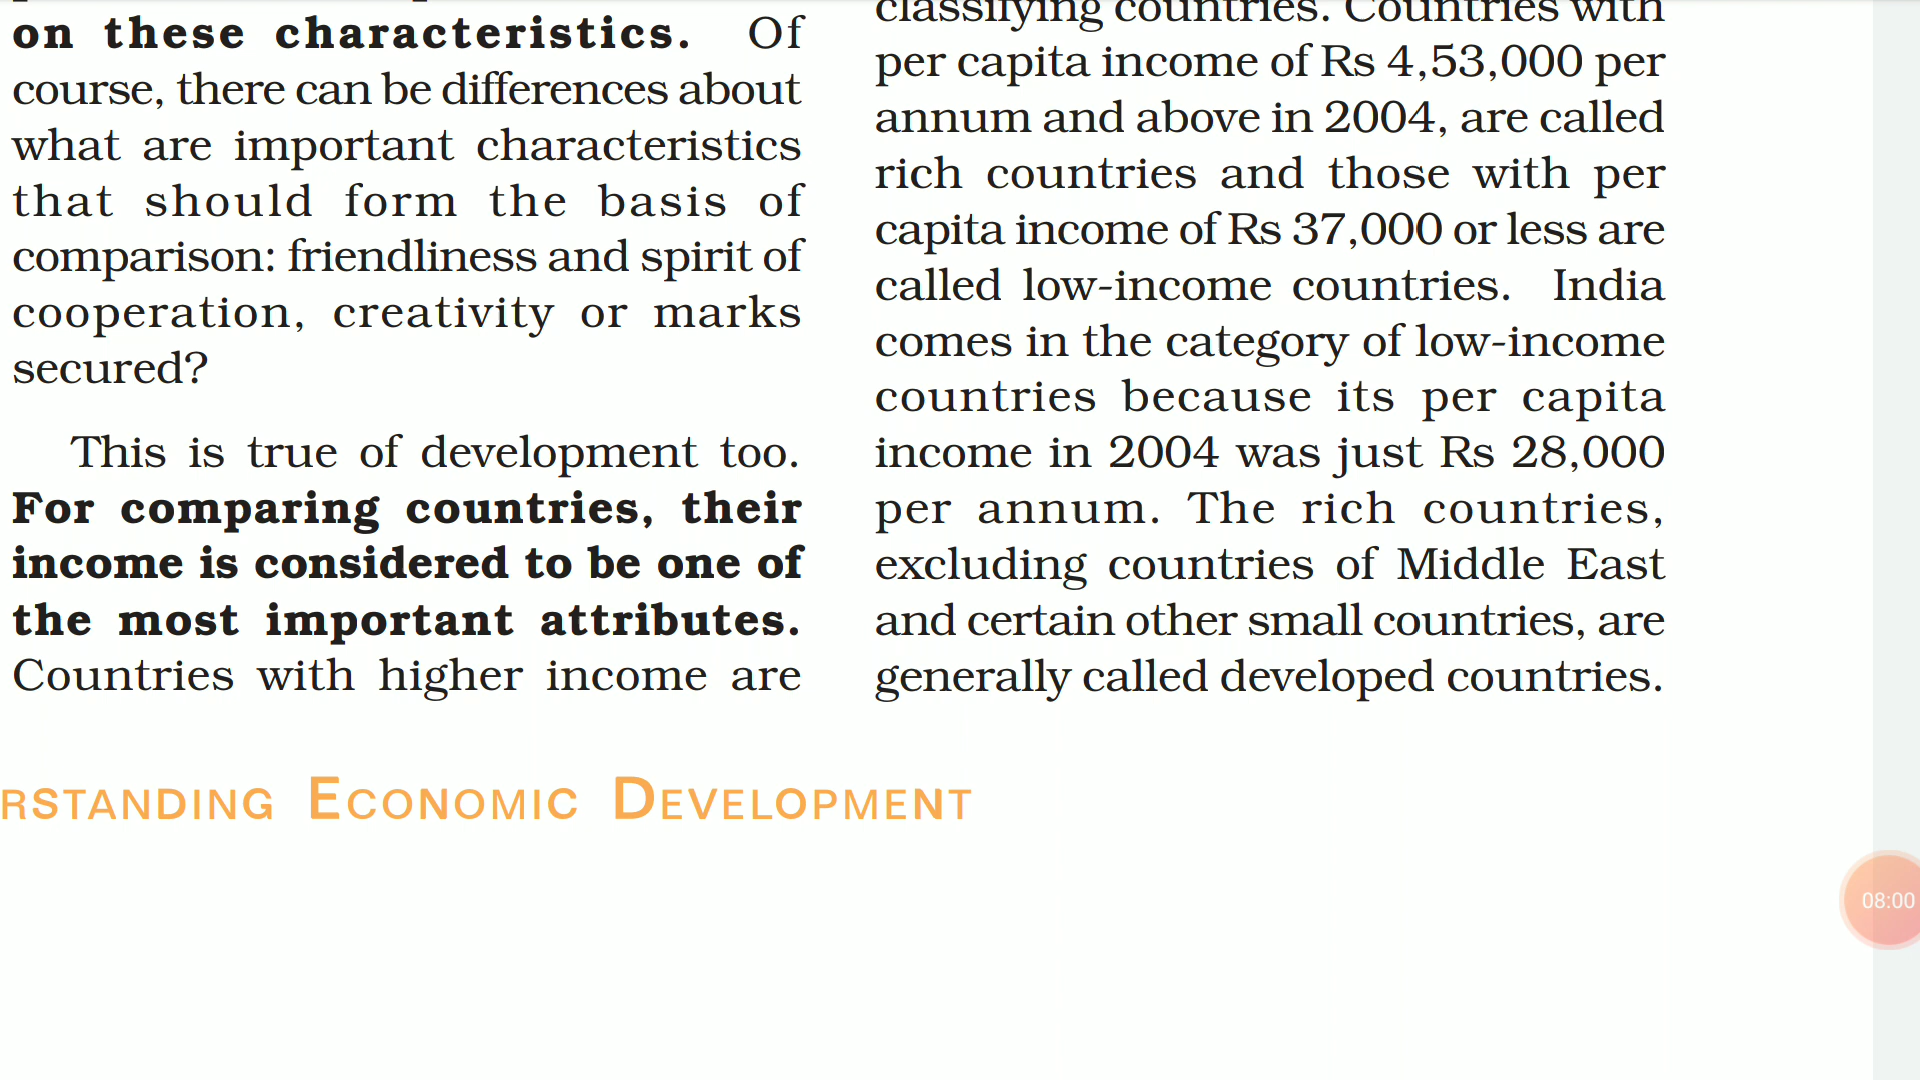 on these characteristics. Of
course, there can be differences about
what are important characteristics
that should form the basis of
comparison: friendliness and spirit of
cooperation, creativity or marks
secured?
This is true of development too.
For comparing countries, their
income is considered to be one of
the most important attributes.
Countries with higher income are
classifying countries. Countries with
per capita income of Rs 4,53,000 per
annum and above in 2004, are called
rich countries and those with per
capita income of Rs 37,000 or less are
called low-income countries. India
comes in the category of low-income
countries because its per capita
income in 2004 was just Rs 28,000
per annum. The rich countries,
excluding countries of Middle East
and certain other small countries, are
generally called developed countries.
RSTANDING ECONOMIC DEVELOPMENT
08:00